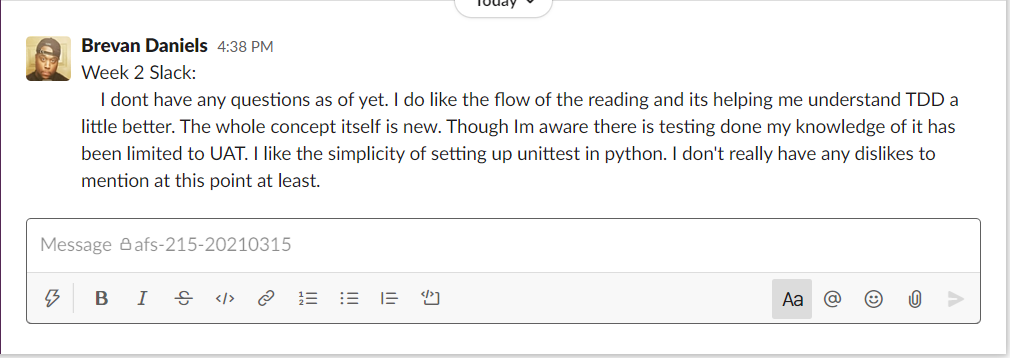 Today
Brevan Daniels 4:38 PM
Week 2 Slack:
I dont have any questions as of yet. I do like the flow of the reading and its helping me understand TDD a
little better. The whole concept itself is new. Though Im aware there is testing done my knowledge of it has
been limited to UAT. I like the simplicity of setting up unittest in python. I don't really have any dislikes to
mention at this point at least.
Message afs-215-20210315
B I S </> Aa @